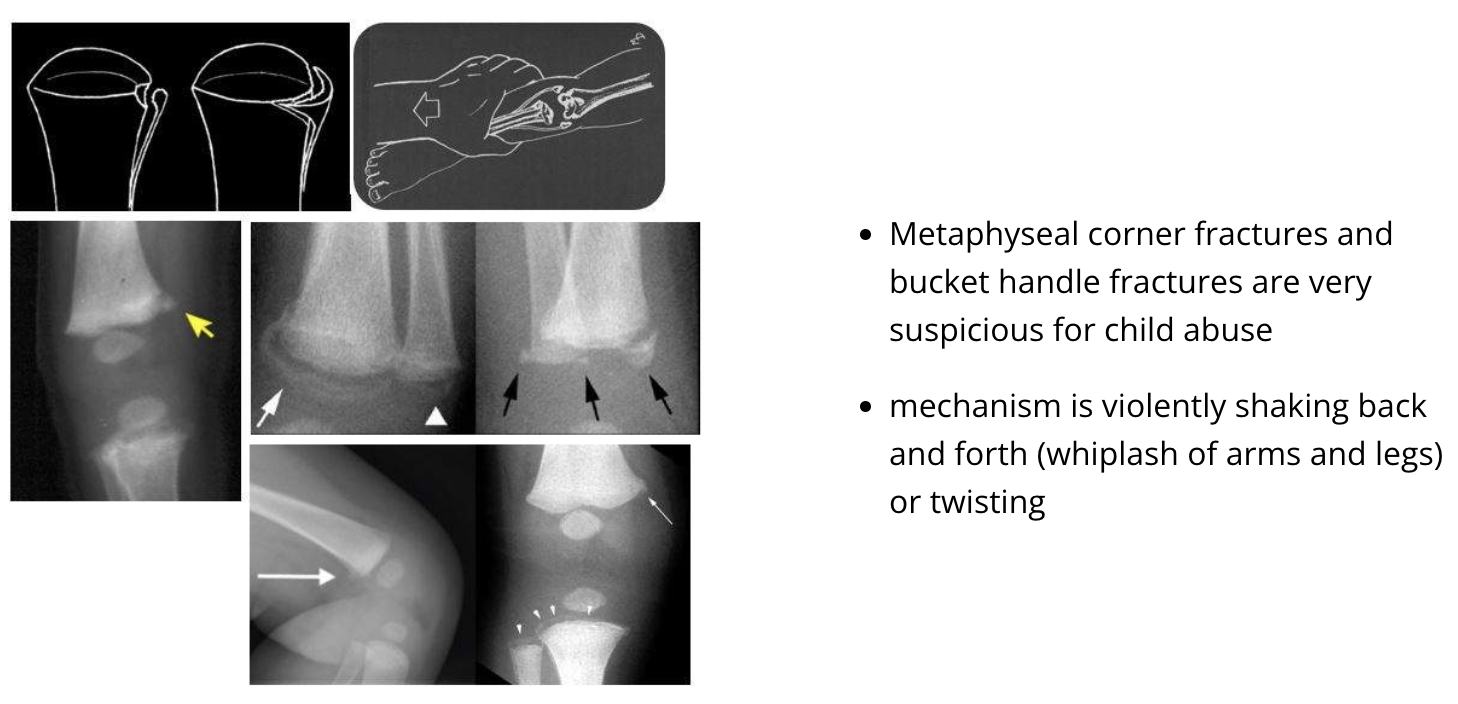 Metaphyseal corner fractures and
bucket handle fractures are very
suspicious for child abuse
mechanism is violently shaking back
and forth (whiplash of arms and legs)
or twisting